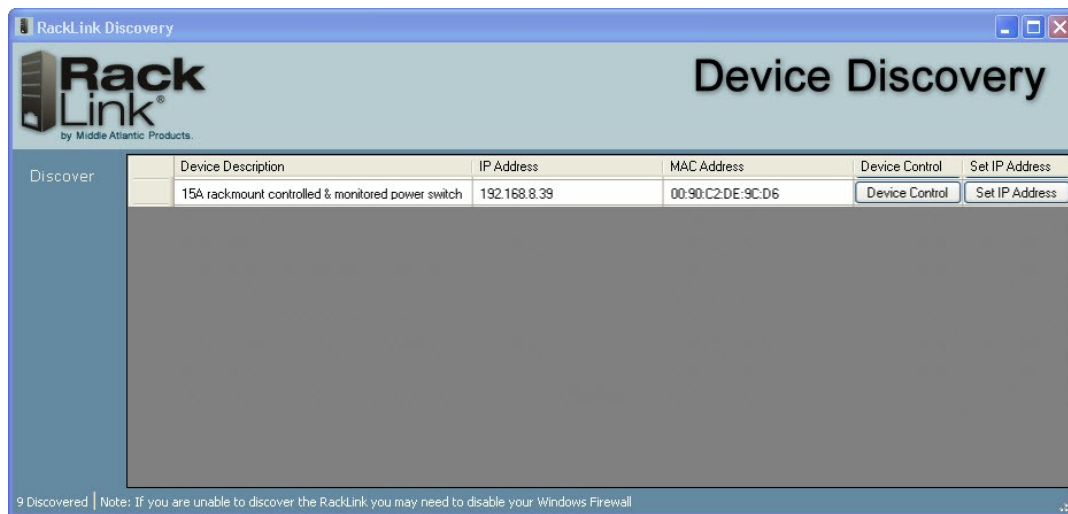 RackLink Discovery
Rack
Link®
by Middle Atlantic Products.
Device Discovery
Discover
Device Description IP Address MAC Address Device Control Set IP Address
15A rackmount controlled & monitored power switch 192.168.8.39 00:90:C2:DE:9C:D6 Device Control Set IP Address
9 Discovered Note: If you are unable to discover the RackLink you may need to disable your Windows Firewall